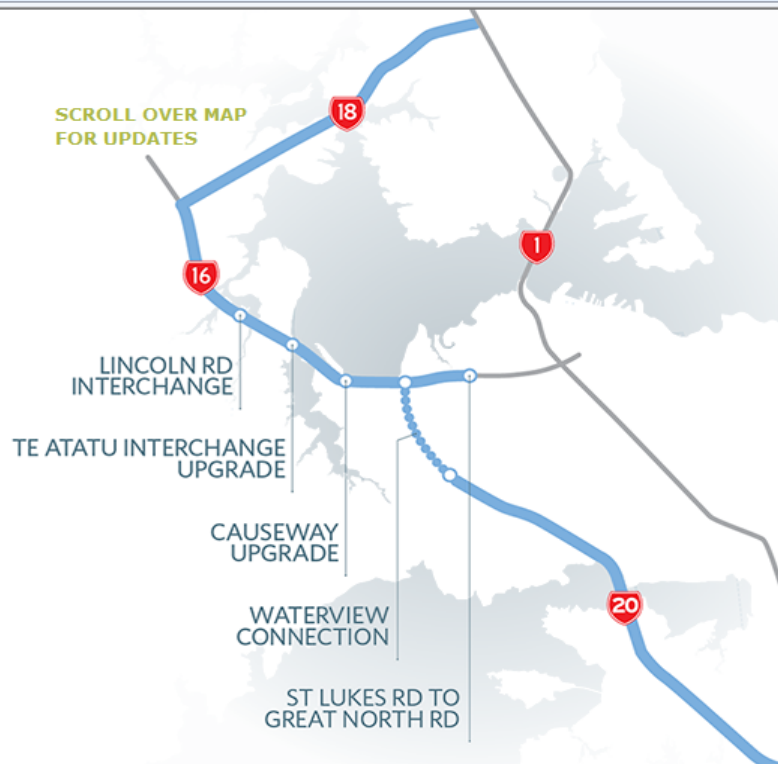 SCROLL OVER MAP
FOR UPDATES
18
1
16
LINCOLN RD
INTERCHANGE
TE ATATU INTERCHANGE
UPGRADE
CAUSEWAY
UPGRADE
WATERVIEW
CONNECTION
20
ST LUKES RD TO
GREAT NORTH RD